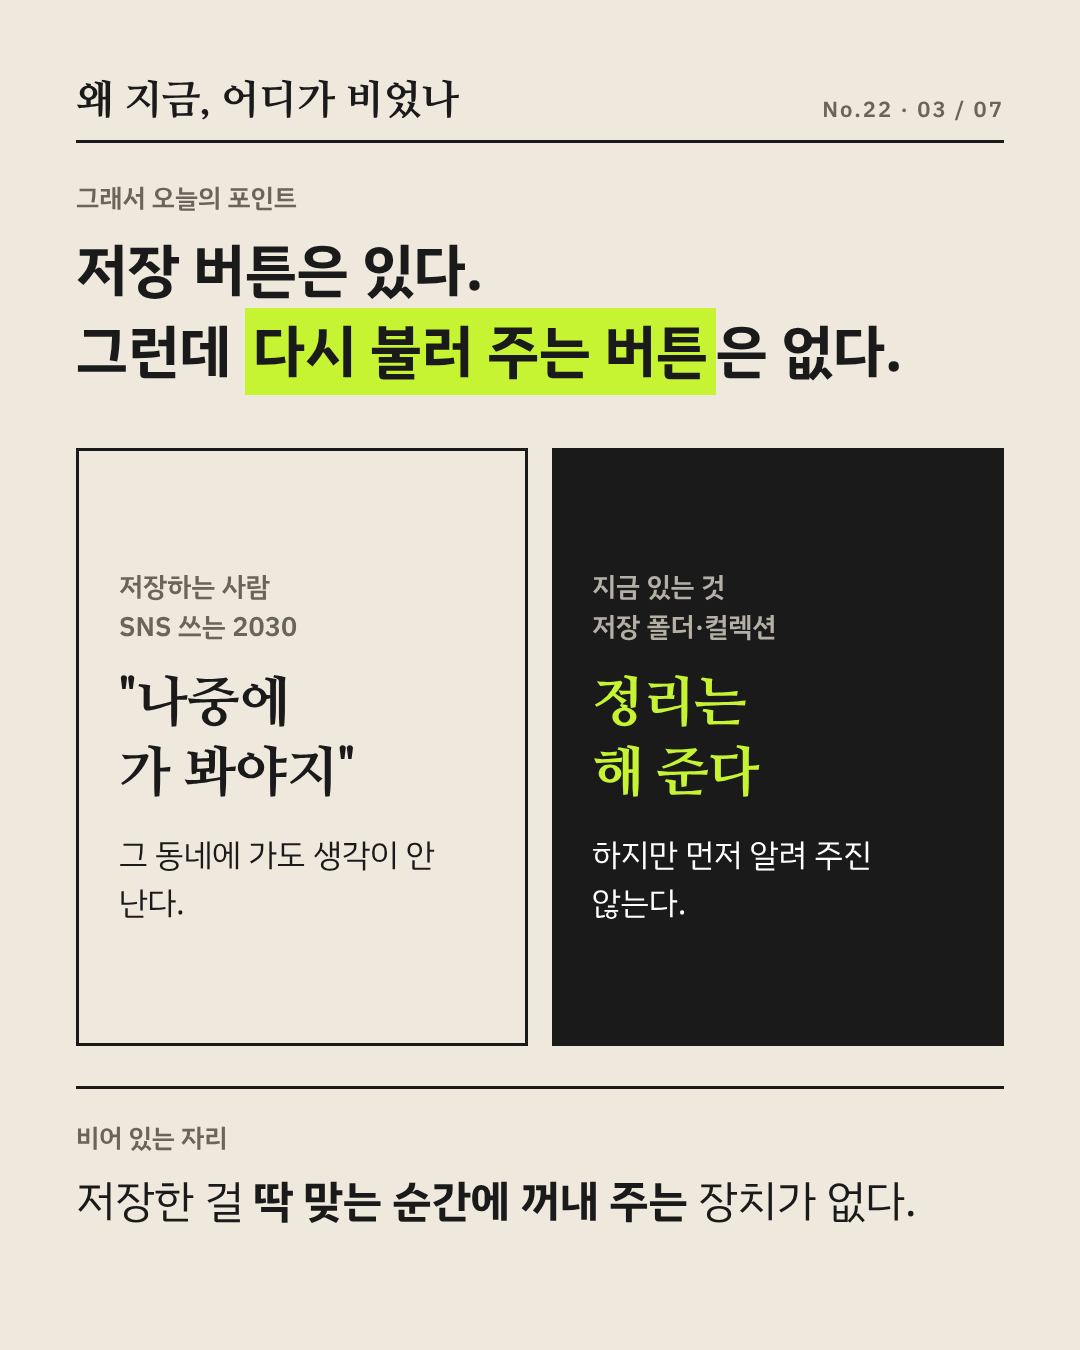 왜 지금, 어디가 비었나
No.22 · 03 / 07
그래서 오늘의 포인트
저장 버튼은 있다.
그런데 다시 불러 주는 버튼은 없다.
저장하는 사람
SNS 쓰는 2030
"나중에
가 봐야지"
그 동네에 가도 생각이 안
난다.
지금 있는 것
저장 폴더·컬렉션
정리는
해 준다
하지만 먼저 알려 주진
않는다.
비어 있는 자리
저장한 걸 딱 맞는 순간에 꺼내 주는 장치가 없다.